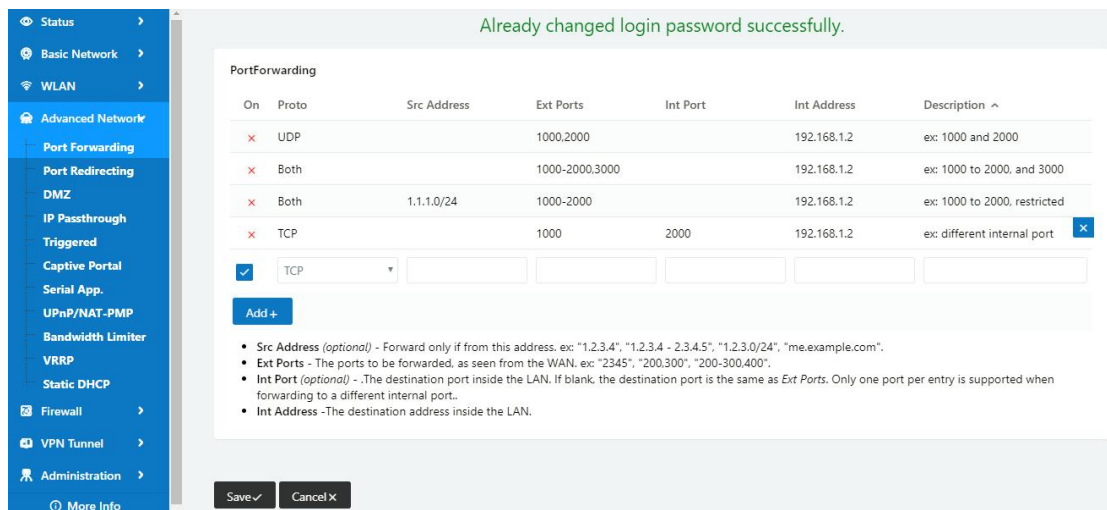 Status
Basic Network
WLAN
Advanced Network
Port Forwarding
Port Redirecting
DMZ
IP Passthrough
Triggered
Captive Portal
Serial App.
UPnP/NAT-PMP
Bandwidth Limiter
VRRP
Static DHCP
Firewall
VPN Tunnel
Administration
More Info
Already changed login password successfully.
PortForwarding
On Proto Src Address Ext Ports Int Port Int Address Description
UDP 1000,2000 192.168.1.2 ex: 1000 and 2000
Both 1000-2000,3000 192.168.1.2 ex: 1000 to 2000, and 3000
Both 1.1.1.0/24 1000-2000 192.168.1.2 ex: 1000 to 2000, restricted
TCP 1000 2000 192.168.1.2 ex: different internal port
TCP
Add +
• Src Address (optional) - Forward only if from this address. ex: "1.2.3.4", "1.2.3.4 - 2.3.4.5", "1.2.3.0/24", "me.example.com".
• Ext Ports - The ports to be forwarded, as seen from the WAN. ex: "2345", "200,300", "200-300,400".
• Int Port (optional) - .The destination port inside the LAN. If blank, the destination port is the same as Ext Ports. Only one port per entry is supported when
forwarding to a different internal port..
• Int Address -The destination address inside the LAN.
Save Cancel